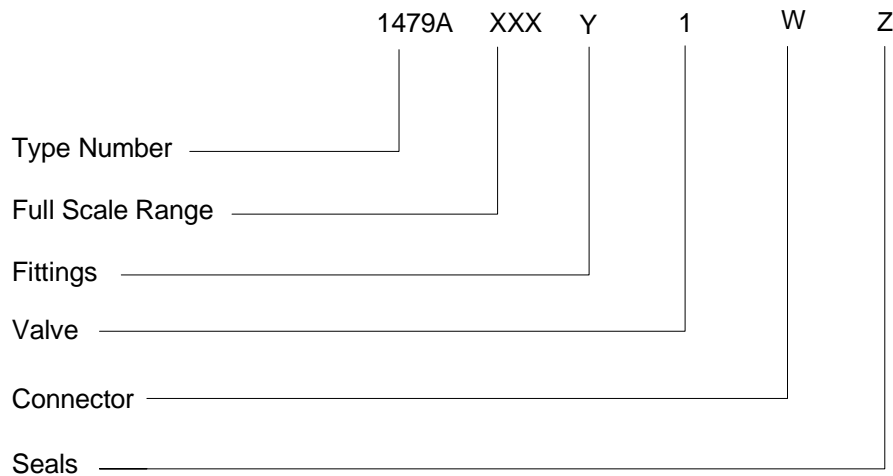 1479A XXX Y 1 W Z
Type Number
Full Scale Range
Fittings
Valve
Connector
Seals